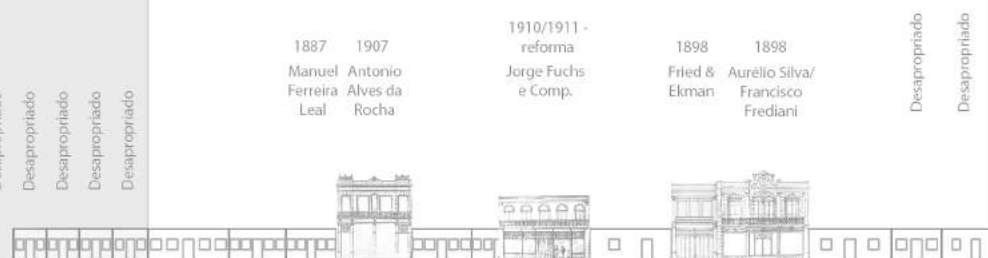 Desapropriado
Desapropriado
Desapropriado
Desapropriado
1887
Manuel
Ferreira
Leal
1907
Antonio
Alves da
Rocha
1910/1911 -
reforma
Jorge Fuchs
e Comp.
1898
Fried &
Ekman
1898
Aurélio Silva/
Francisco
Frediani
Desapropriado
Desapropriado